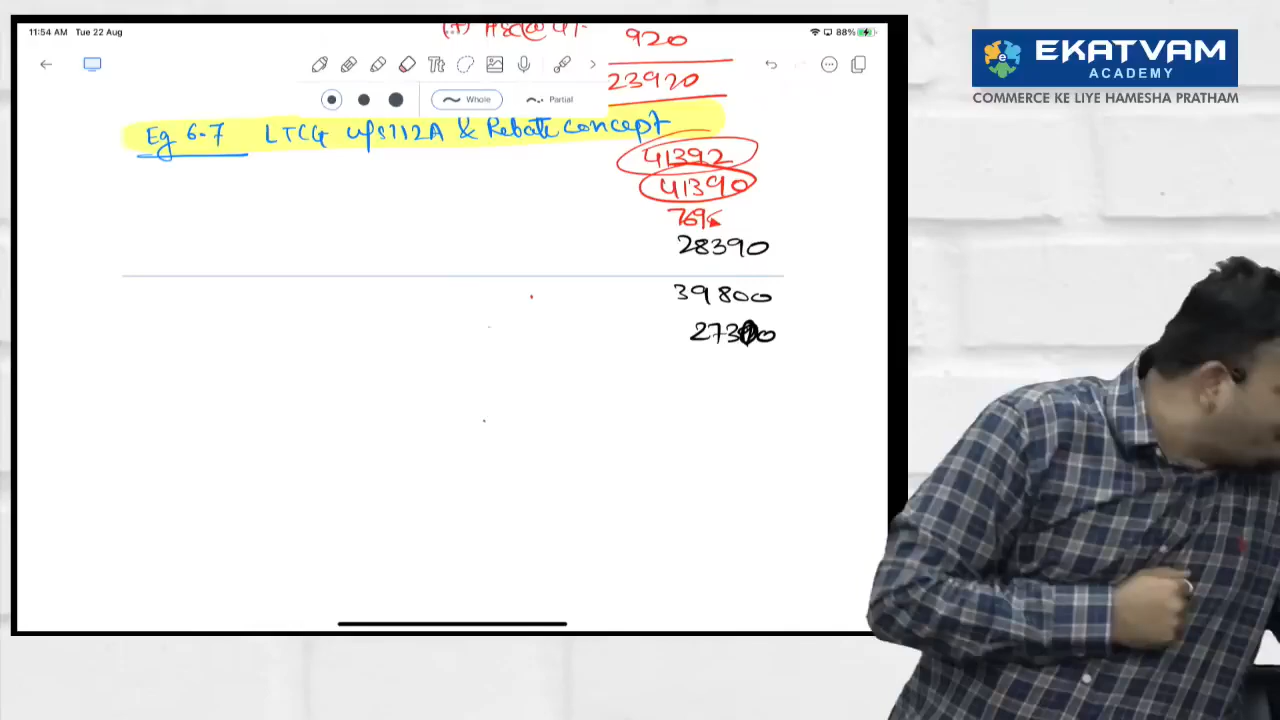 11:54 AM Tue 22 Aug
88%
920
23920
Whole
Partial
Eg 6-7 LTCG u/s 112A & Rebate concept
41392
41390
28390
39800
EKATVAM
ACADEMY
COMMERCE KE LIYE HAMESHA PRATHAM